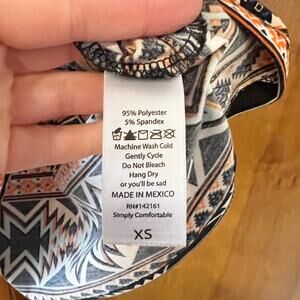 95% Polyester
5% Spandex
Machine Wash Cold
Gently Cycle
Do Not Bleach
Hang Dry
or you'll be sad
MADE IN MEXICO
RN#142161
Simply Comfortable
XS